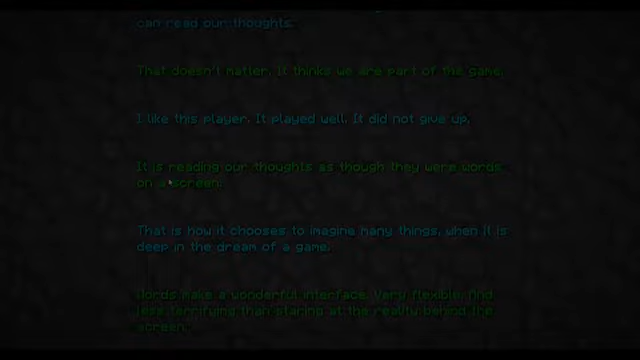 can read our thoughts.
That doesn't matter. It thinks we are part of the game.
I like this player. It played well. It did not give up.
It is reading our thoughts as though they were words
on a screen.
That is how it chooses to imagine many things, when it is
deep in the dream of a game.
Words make a wonderful interface. Very flexible. And
less terrifying than staring at the reality behind the
screen.